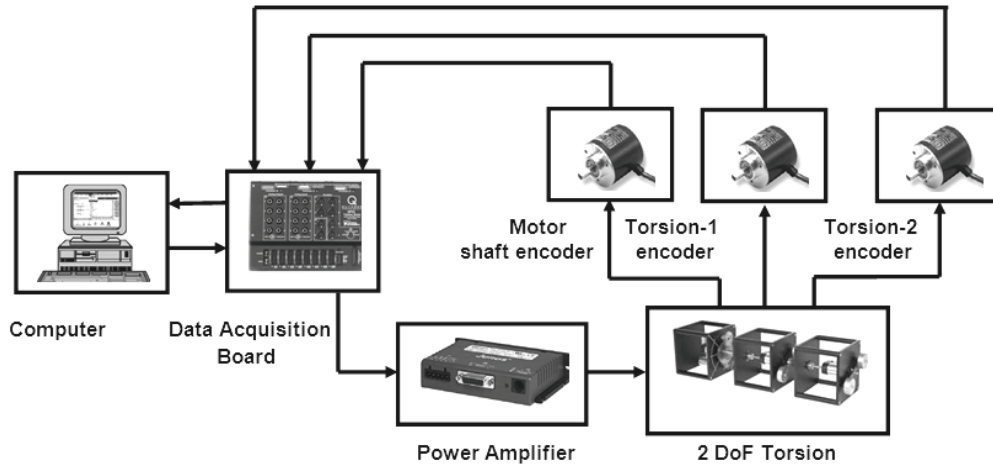 Motor
shaft encoder
Torsion-1
encoder
Torsion-2
encoder
Computer
Data Acquisition
Board
Power Amplifier
2 DoF Torsion